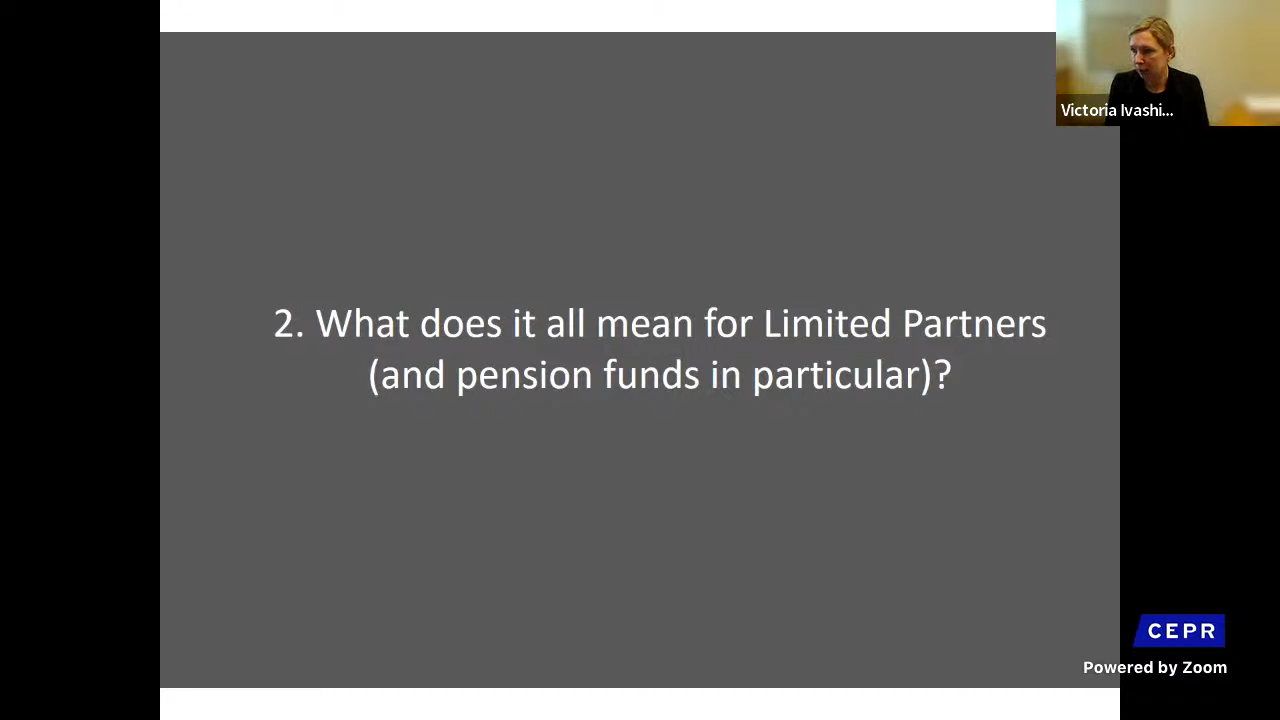 Victoria Ivashi...
2. What does it all mean for Limited Partners
(and pension funds in particular)?
CEPR
Powered by Zoom